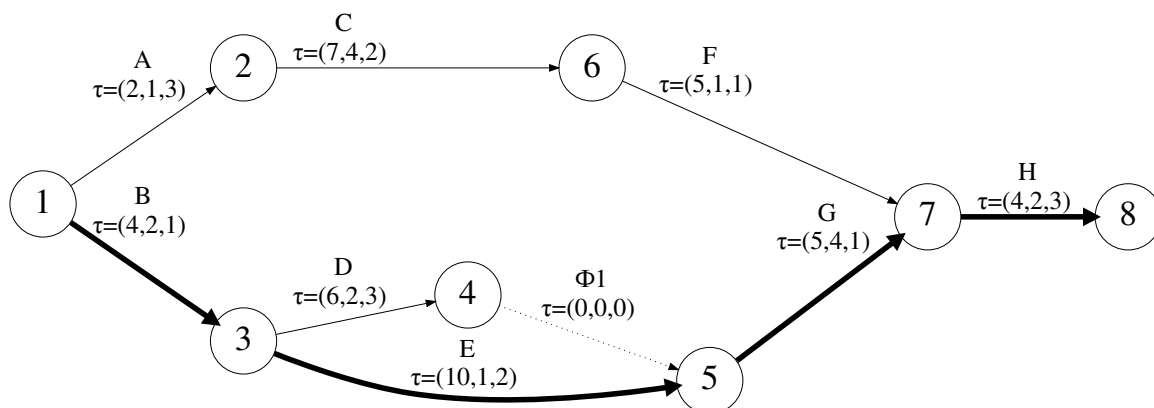 A
τ=(2,1,3)
2
C
τ=(7,4,2)
6
F
τ=(5,1,1)
1
B
τ=(4,2,1)
G
τ=(5,4,1)
7
H
τ=(4,2,3)
8
D
τ=(6,2,3)
4
Φ1
τ=(0,0,0)
3
E
τ=(10,1,2)
5